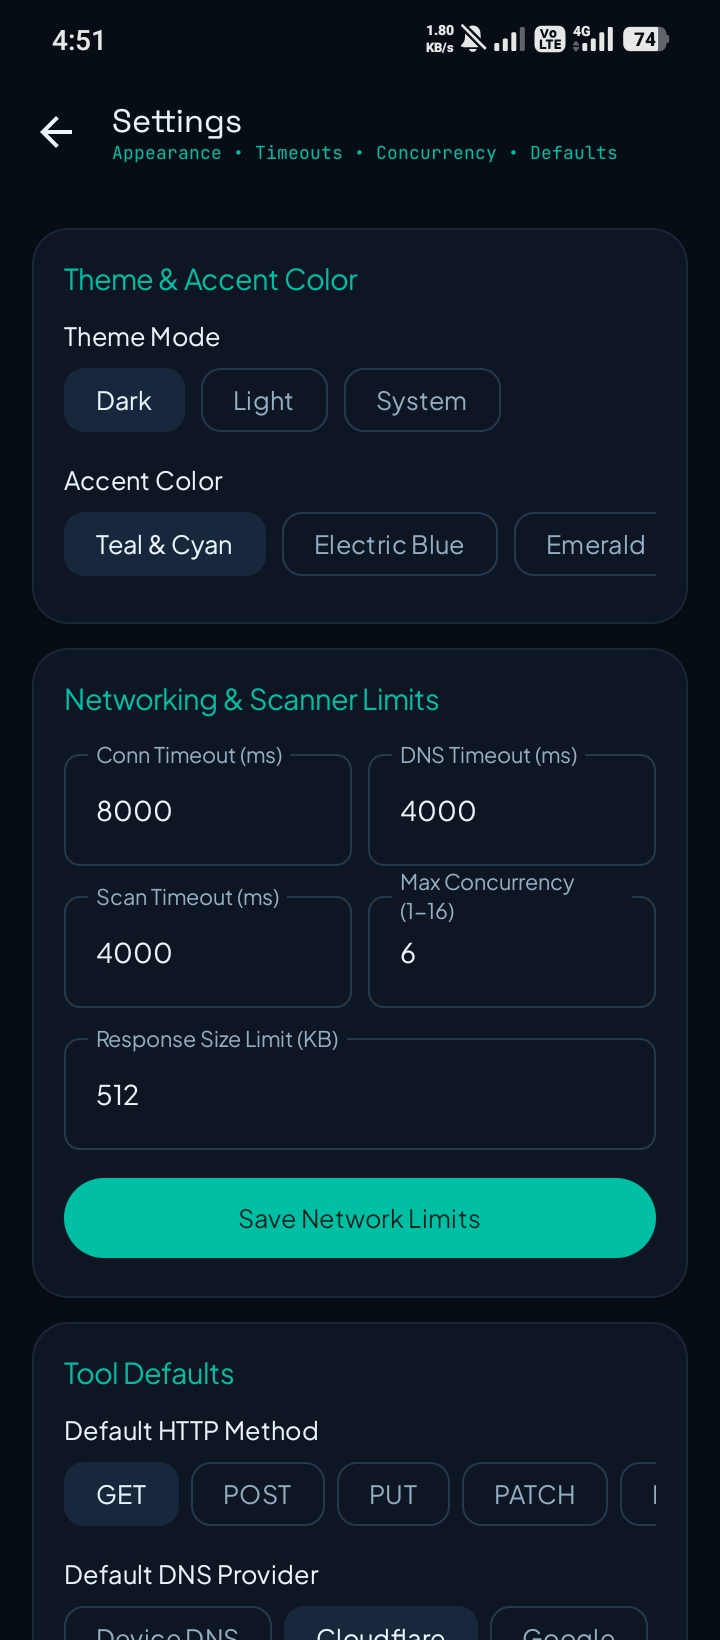 4:51
1.80
KB/s
Vo
LTE
4G
74
Settings
Appearance • Timeouts • Concurrency • Defaults
Theme & Accent Color
Theme Mode
Dark Light System
Accent Color
Teal & Cyan Electric Blue Emerald
Networking & Scanner Limits
Conn Timeout (ms) DNS Timeout (ms)
8000 4000
Scan Timeout (ms) Max Concurrency
(1–16)
4000 6
Response Size Limit (KB)
512
Save Network Limits
Tool Defaults
Default HTTP Method
GET POST PUT PATCH
Default DNS Provider
Device DNS Cloudflare Google